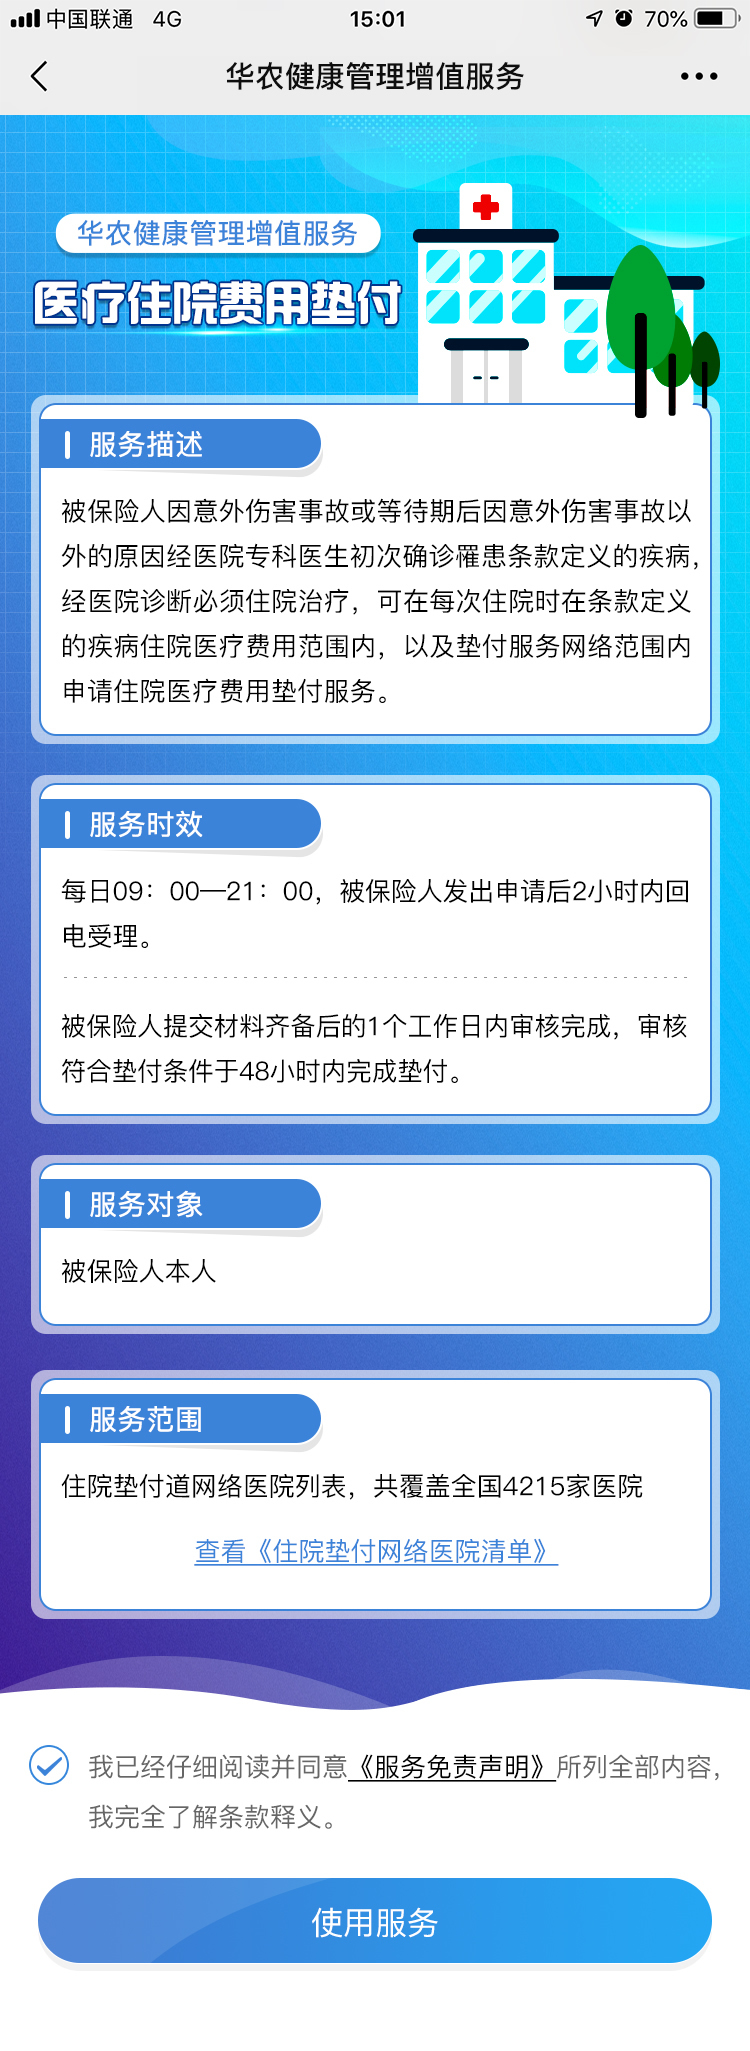 中国联通 4G 15:01 70%
华农健康管理增值服务
华农健康管理增值服务
医疗住院费用垫付
服务描述
被保险人因意外伤害事故或等待期后因意外伤害事故以
外的原因经医院专科医生初次确诊罹患条款定义的疾病,
经医院诊断必须住院治疗，可在每次住院时在条款定义
的疾病住院医疗费用范围内，以及垫付服务网络范围内
申请住院医疗费用垫付服务。
服务时效
每日09：00—21：00，被保险人发出申请后2小时内回
电受理。
被保险人提交材料齐备后的1个工作日内审核完成，审核
符合垫付条件于48小时内完成垫付。
服务对象
被保险人本人
服务范围
住院垫付道网络医院列表，共覆盖全国4215家医院
查看《住院垫付网络医院清单》
我已经仔细阅读并同意《服务免责声明》所列全部内容，
我完全了解条款释义。
使用服务